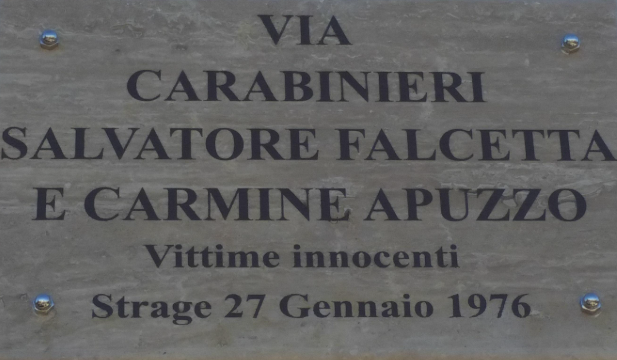 VIA
CARABINIERI
SALVATORE FALCETTA
E CARMINE APUZZO
Vittime innocenti
Strage 27 Gennaio 1976